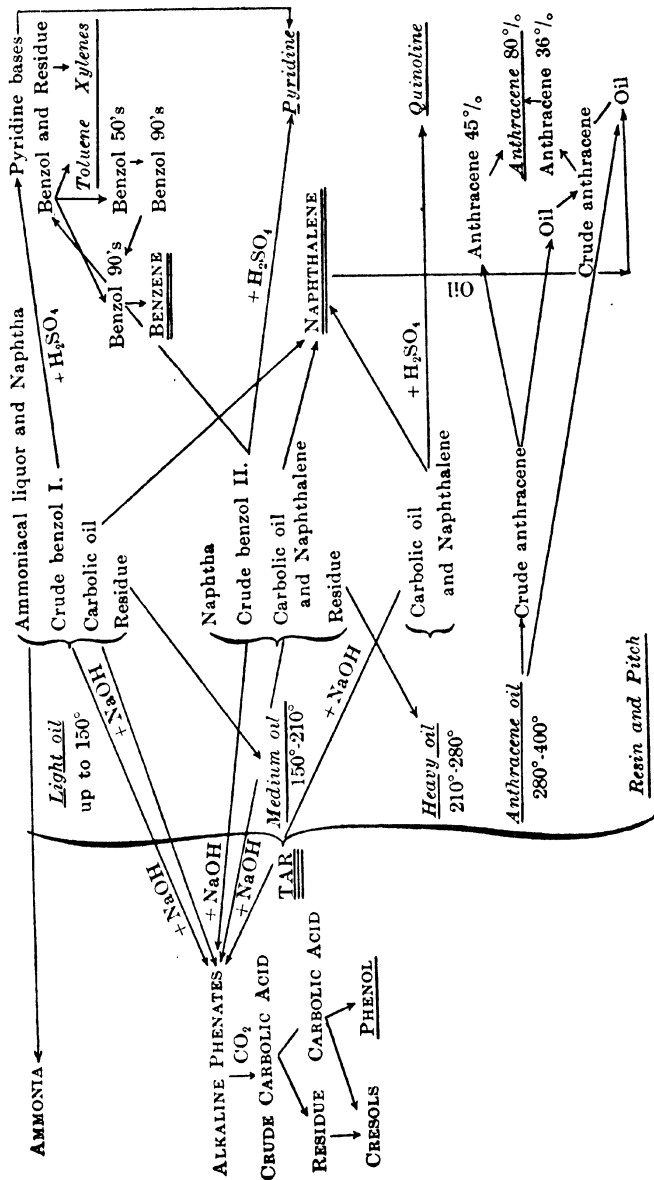 AMMONIA
ALKALINE PHENATES
CO₂
CRUDE CARBOLIC ACID
RESIDUE
CARBOLIC ACID
CRESOLS
PHENOL
+ NaOH
+ NaOH
+ NaOH
+ NaOH
+ NaOH
TAR
Light oil
up to 150°
Medium oil
150°-210°
Heavy oil
210°-280°
Anthracene oil
280°-400°
Resin and Pitch
Ammoniacal liquor and Naphtha
Crude benzol I.
Carbolic oil
Residue
Naphtha
Crude benzol II.
Carbolic oil
and Naphthalene
Residue
Carbolic oil
and Naphthalene
Crude anthracene
+ H₂SO₄
Pyridine bases
Benzol and Residue
Toluene Xylenes
Benzol 50's
Benzol 90's
Benzol 90's
BENZENE
+ H₂SO₄
Pyridine
NAPHTHALENE
+ H₂SO₄
Quinoline
Oil
Anthracene 45°/₀
Anthracene 80°/₀
Oil
Anthracene 36°/₀
Crude anthracene
Oil